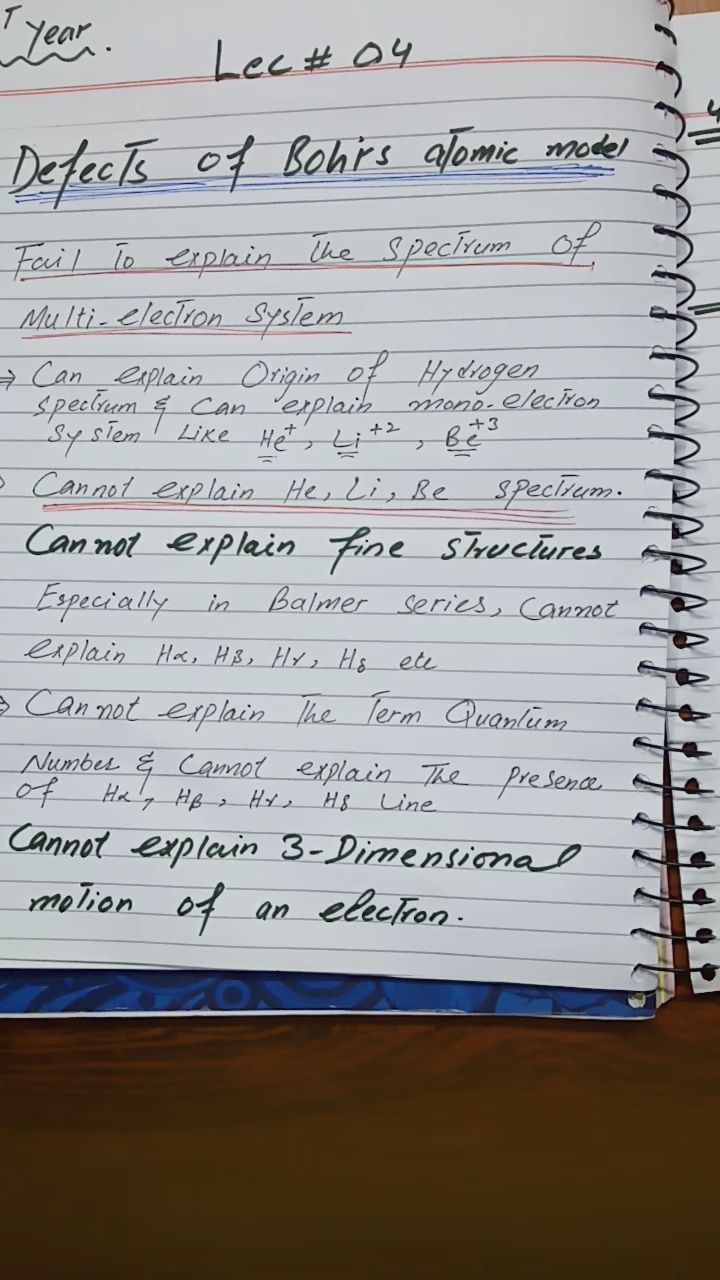 T Year.
Lec # 04
Defects of Bohr's atomic model
Fail To explain The Spectrum of
Multi-electron System
⇒ Can explain Origin of Hydrogen
Spectrum & Can explain mono-electron
System Like He⁺, Li⁺², Be⁺³
Cannot explain He, Li, Be Spectrum.
Cannot explain fine structures
Especially in Balmer series, Cannot
explain Hα, Hβ, Hγ, Hδ etc
⇒ Cannot explain The Term Quantum
Number & Cannot explain The presence
of Hα, Hβ, Hγ, Hδ Line
Cannot explain 3-Dimensional
motion of an electron.